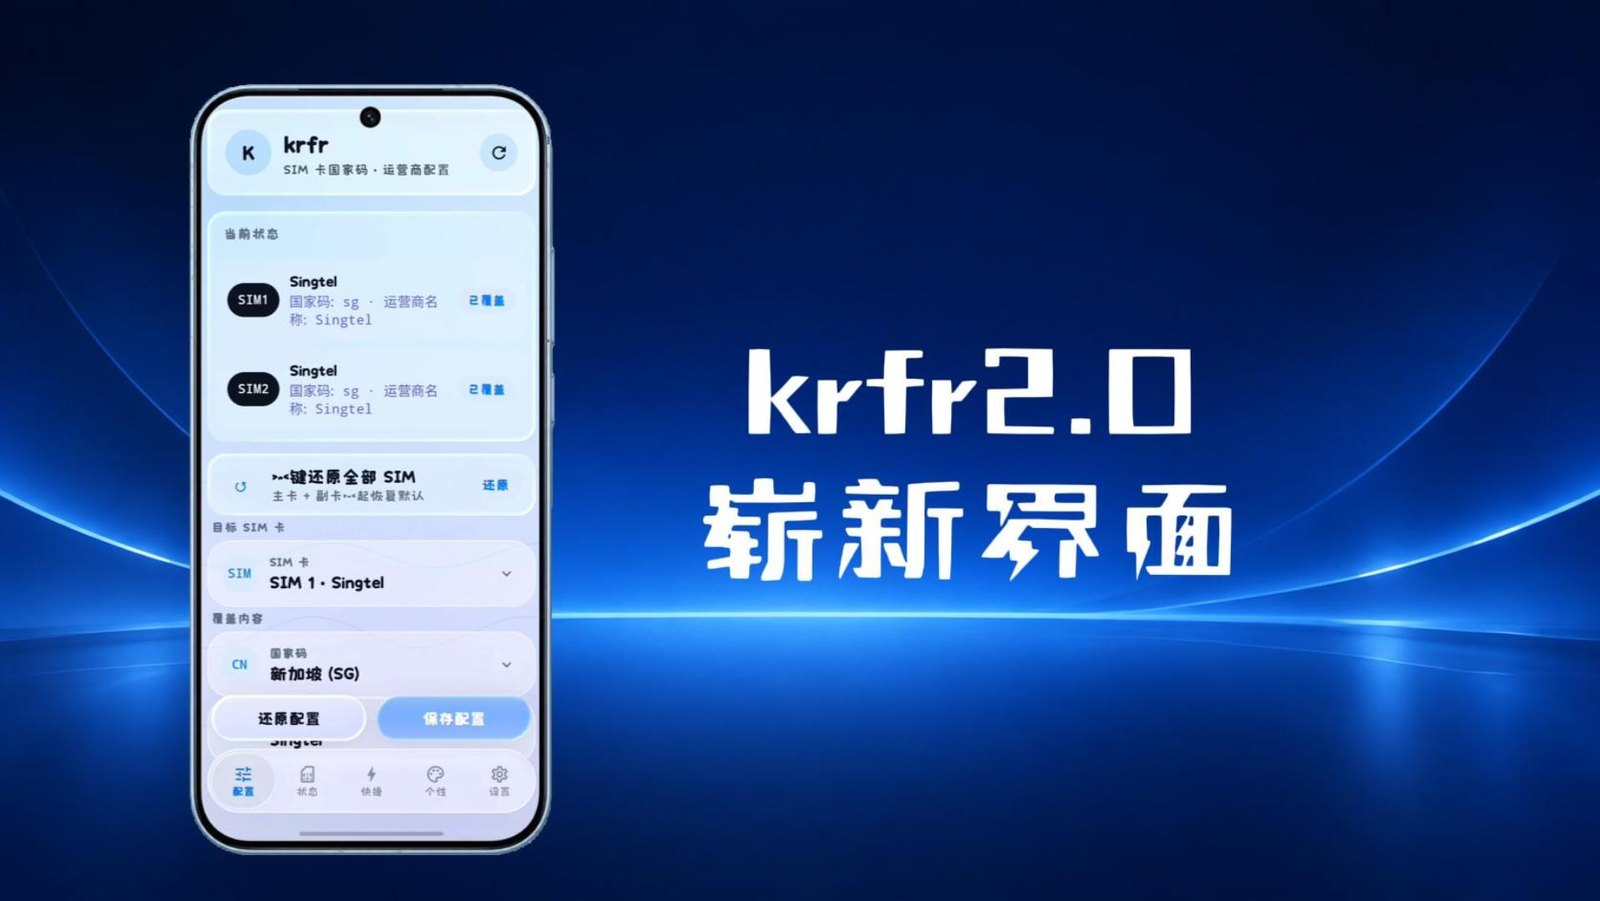 K
krfr
SIM 卡国家码·运营商配置
当前状态
SIM1
Singtel
国家码: sg · 运营商名
称: Singtel
已覆盖
SIM2
Singtel
国家码: sg · 运营商名
称: Singtel
已覆盖
一键还原全部 SIM
主卡 + 副卡一起恢复默认
还原
目标 SIM 卡
SIM
SIM 卡
SIM 1 · Singtel
覆盖内容
CN
国家码
新加坡 (SG)
还原配置
保存配置
Singtel
配置
状态
快捷
个性
设置
krfr2.0
崭新界面